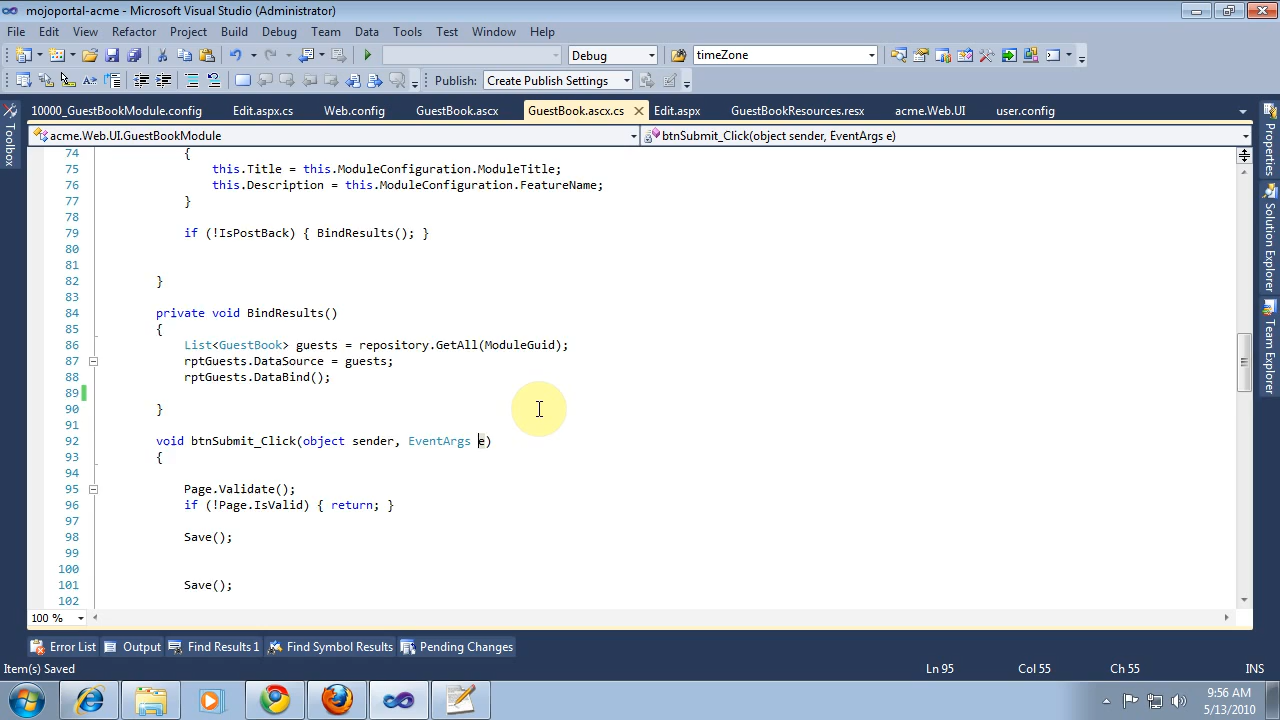 mojoportal-acme - Microsoft Visual Studio (Administrator)
File Edit View Refactor Project Build Debug Team Data Tools Test Window Help
Debug timeZone
Publish: Create Publish Settings
10000_GuestBookModule.config Edit.aspx.cs Web.config GuestBook.ascx GuestBook.ascx.cs Edit.aspx GuestBookResources.resx acme.Web.UI user.config
acme.Web.UI.GuestBookModule btnSubmit_Click(object sender, EventArgs e)
Toolbox
Properties
Solution Explorer
Team Explorer
74 {
75 this.Title = this.ModuleConfiguration.ModuleTitle;
76 this.Description = this.ModuleConfiguration.FeatureName;
77 }
78
79 if (!IsPostBack) { BindResults(); }
80
81
82 }
83
84 private void BindResults()
85 {
86 List<GuestBook> guests = repository.GetAll(ModuleGuid);
87 rptGuests.DataSource = guests;
88 rptGuests.DataBind();
89
90 }
91
92 void btnSubmit_Click(object sender, EventArgs e)
93 {
94
95 Page.Validate();
96 if (!Page.IsValid) { return; }
97
98 Save();
99
100
101 Save();
102
100 %
Error List Output Find Results 1 Find Symbol Results Pending Changes
Item(s) Saved Ln 95 Col 55 Ch 55 INS
9:56 AM
5/13/2010